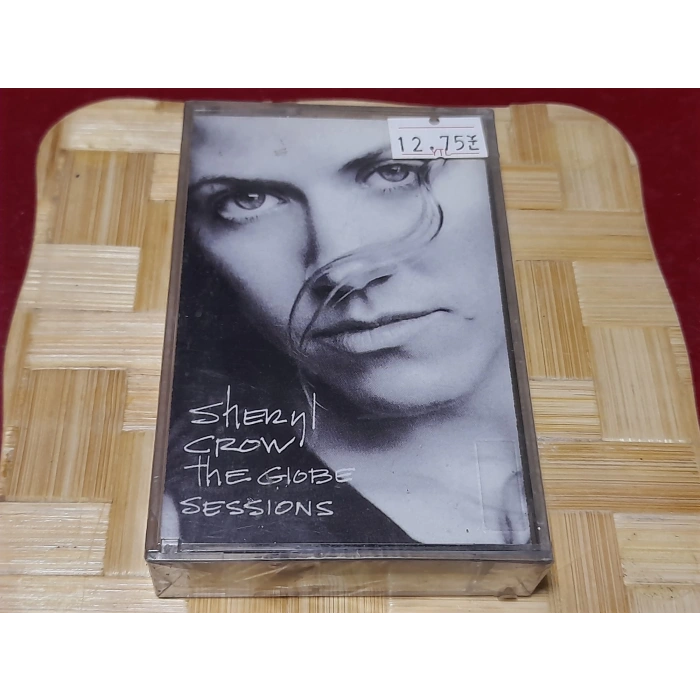 12.75
Sheryl
CROW
the GlOBE
SESSIONS